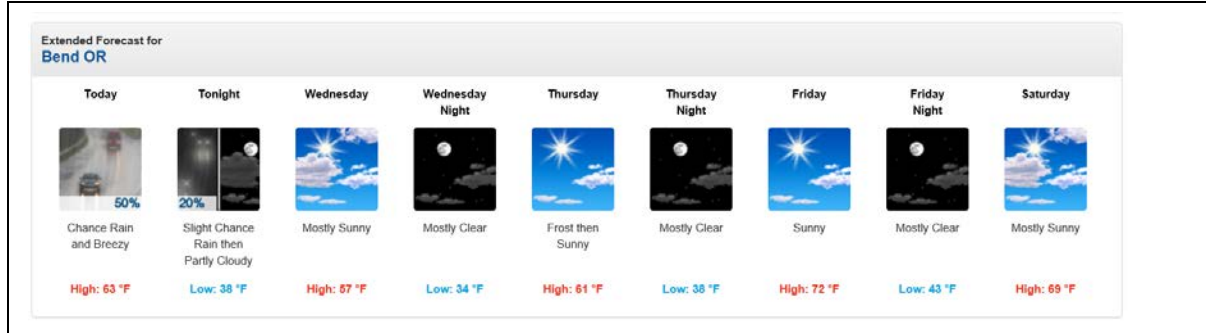 Extended Forecast for
Bend OR
Today
Tonight
Wednesday
Wednesday
Night
Thursday
Thursday
Night
Friday
Friday
Night
Saturday
50%
20%
Chance Rain
and Breezy
Slight Chance
Rain then
Partly Cloudy
Mostly Sunny
Mostly Clear
Frost then
Sunny
Mostly Clear
Sunny
Mostly Clear
Mostly Sunny
High: 63 °F
Low: 38 °F
High: 57 °F
Low: 34 °F
High: 61 °F
Low: 38 °F
High: 72 °F
Low: 43 °F
High: 69 °F